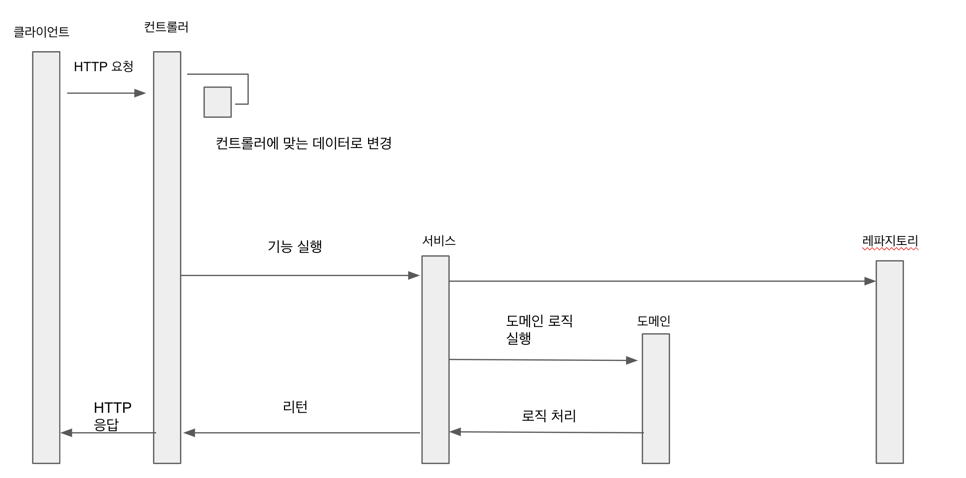 클라이언트
컨트롤러
HTTP 요청
컨트롤러에 맞는 데이터로 변경
기능 실행
서비스
레파지토리
도메인 로직
실행
도메인
HTTP
응답
리턴
로직 처리